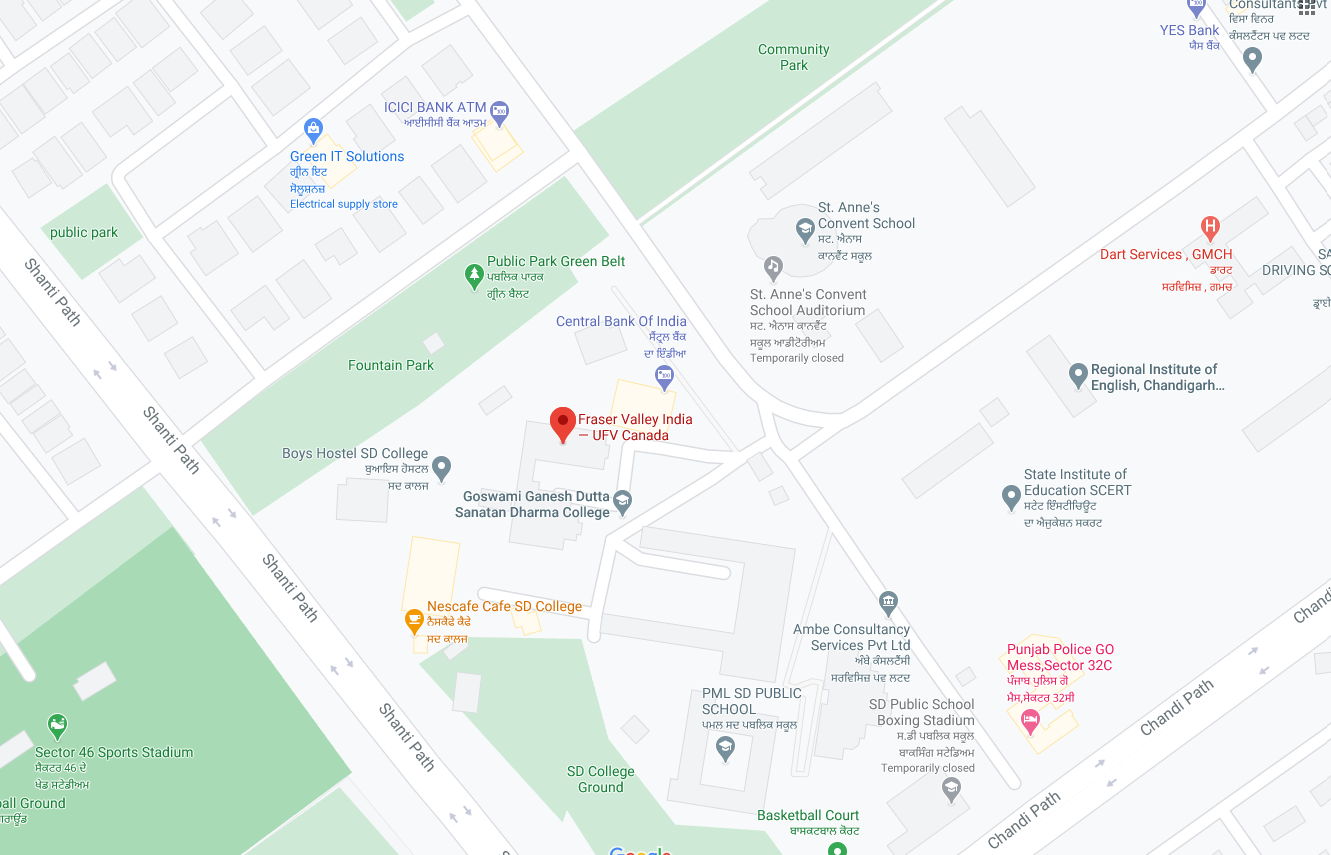 Consultants Pvt
ਵਿਸਾ ਵਿਨਰ
ਕੰਸਲਟੈਂਟਸ ਪਵ ਲਟਦ
YES Bank
ਯੈਸ ਬੈਂਕ
Community
Park
ICICI BANK ATM
ਆਈਸੀਸੀ ਬੈਂਕ ਆਤਮ
Green IT Solutions
ਗ੍ਰੀਨ ਇਟ
ਸੋਲੂਸ਼ਨਜ਼
Electrical supply store
public park
St. Anne's
Convent School
ਸਟ. ਐਨਾਸ
ਕਾਨਵੈਂਟ ਸਕੂਲ
Public Park Green Belt
ਪਬਲਿਕ ਪਾਰਕ
ਗ੍ਰੀਨ ਬੈਲਟ
Dart Services , GMCH
ਡਾਰਟ
ਸਰਵਿਸਿਜ਼ , ਗਮਚ
DRIVING
Shanti Path
St. Anne's Convent
School Auditorium
ਸਟ. ਐਨਾਸ ਕਾਨਵੈਂਟ
ਸਕੂਲ ਆਡੀਟੋਰੀਅਮ
Temporarily closed
Central Bank Of India
ਸੈਂਟ੍ਰਲ ਬੈਂਕ
ਦਾ ਇੰਡੀਆ
Fountain Park
Regional Institute of
English, Chandigarh...
Fraser Valley India
— UFV Canada
Shanti Path
Boys Hostel SD College
ਬੁਆਇਸ ਹੋਸਟਲ
ਸਦ ਕਾਲਜ
Goswami Ganesh Dutta
Sanatan Dharma College
State Institute of
Education SCERT
ਸਟੇਟ ਇੰਸਟੀਚਿਊਟ
ਦਾ ਐਜੁਕੇਸ਼ਨ ਸਕਰਟ
Shanti Path
Nescafe Cafe SD College
ਨੈਸਕੈਫੇ ਕੈਫੇ
ਸਦ ਕਾਲਜ
Ambe Consultancy
Services Pvt Ltd
ਅੰਬੇ ਕੰਸਲਟੈਂਸੀ
ਸਰਵਿਸਿਜ਼ ਪਵ ਲਟਦ
Chandi
Punjab Police GO
Mess,Sector 32C
ਪੰਜਾਬ ਪੁਲਿਸ ਗੋ
ਮੈਸ,ਸੇਕਟਰ 32ਸੀ
PML SD PUBLIC
SCHOOL
ਪਮਲ ਸਦ ਪਬਲਿਕ ਸਕੂਲ
SD Public School
Boxing Stadium
ਸ.ਡੀ ਪਬਲਿਕ ਸਕੂਲ
ਬਾਕਸਿੰਗ ਸਟੇਡਿਅਮ
Temporarily closed
Chandi Path
Shanti Path
Sector 46 Sports Stadium
ਸੈਕਟਰ 46 ਦੇ
ਖੇਡ ਸਟੇਡੀਅਮ
all Ground
ਗਰਾਊਂਡ
SD College
Ground
Basketball Court
ਬਾਸਕਟਬਾਲ ਕੋਰਟ
Chandi Path
Google